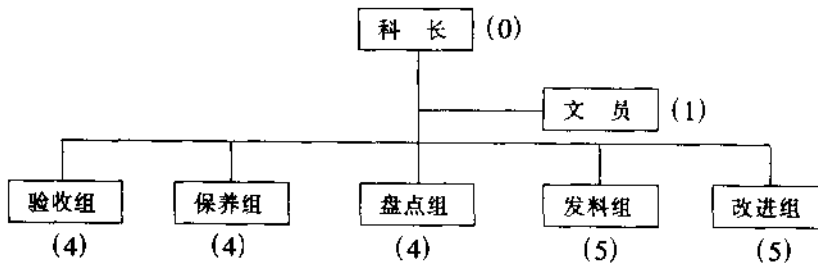 科 长 (0)
文 员 (1)
验收组 保养组 盘点组 发料组 改进组
(4) (4) (4) (5) (5)